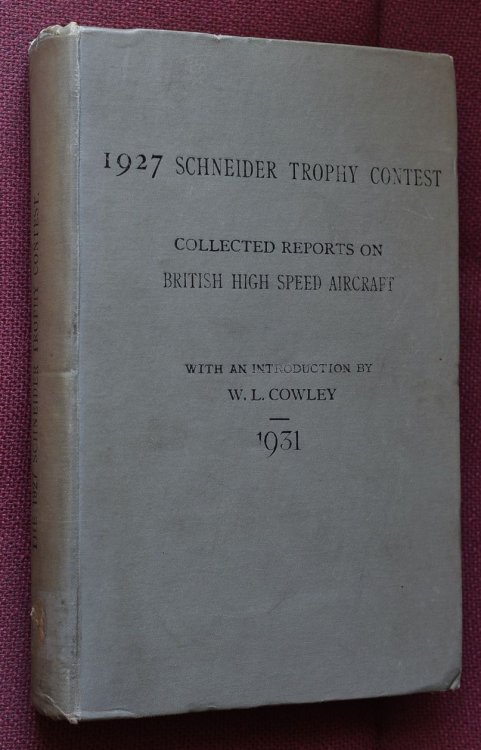 1927 SCHNEIDER TROPHY CONTEST
COLLECTED REPORTS ON
BRITISH HIGH SPEED AIRCRAFT
WITH AN INTRODUCTION BY
W. L. COWLEY
1931
THE 1927 SCHNEIDER TROPHY CONTEST.